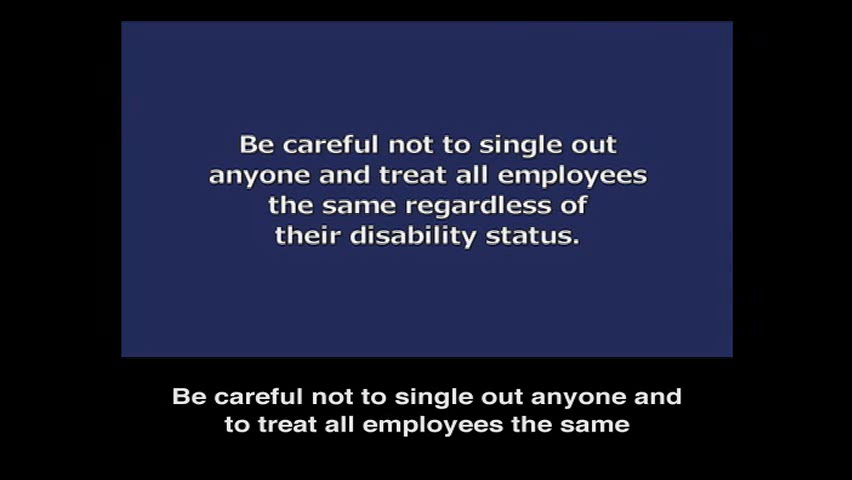 Be careful not to single out
anyone and treat all employees
the same regardless of
their disability status.
Be careful not to single out anyone and
to treat all employees the same